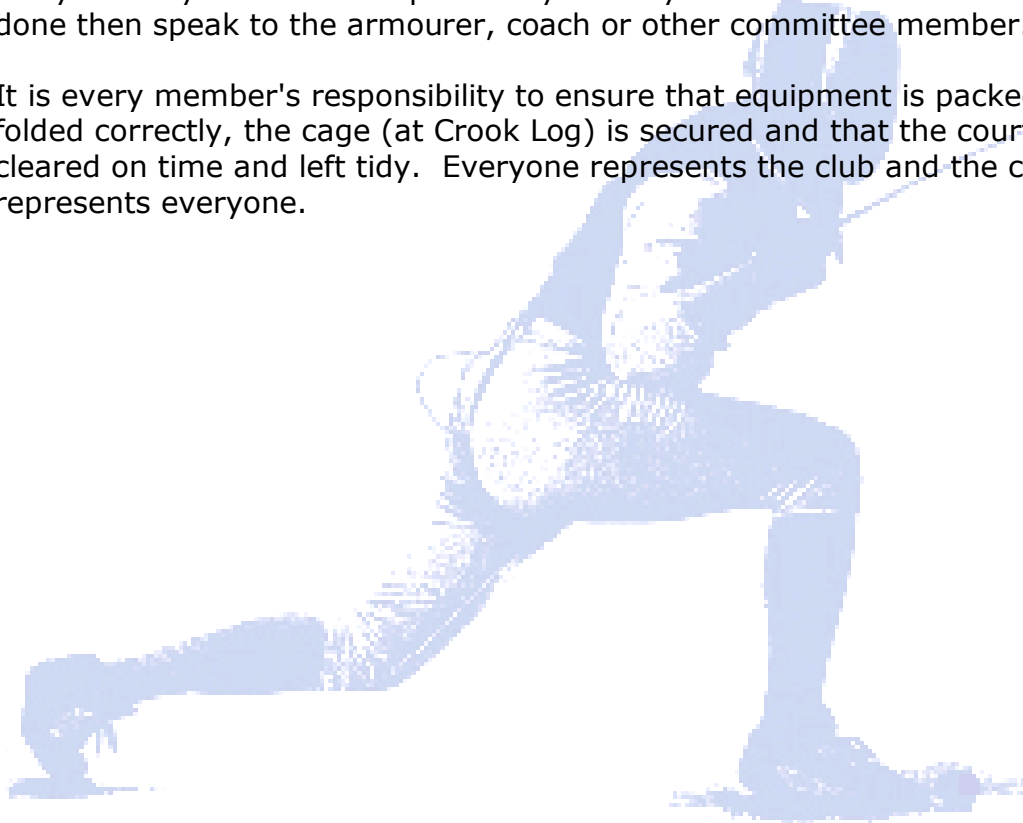 done then speak to the armourer, coach or other committee member.
It is every member's responsibility to ensure that equipment is packe
folded correctly, the cage (at Crook Log) is secured and that the cour
cleared on time and left tidy.  Everyone represents the club and the c
represents everyone.